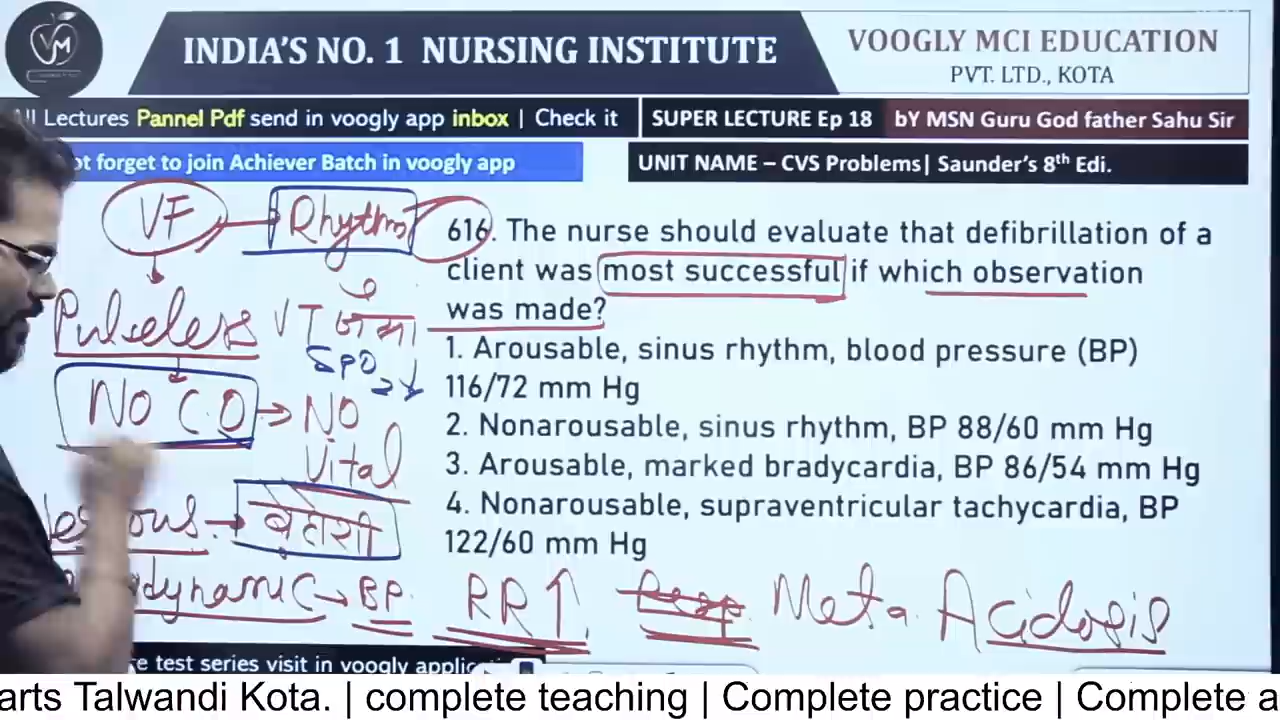 VM
INDIA'S NO. 1 NURSING INSTITUTE
VOOGLY MCI EDUCATION
PVT. LTD., KOTA
Lectures Pannel Pdf send in voogly app inbox | Check it
SUPER LECTURE Ep 18
bY MSN Guru God father Sahu Sir
forget to join Achiever Batch in voogly app
UNIT NAME – CVS Problems| Saunder's 8th Edi.
VF
Rhythm
Pulseless
VT
SPO2
NO C.O
NO
Vital
बेहोशी
BP
RR↑
Meta. Acidosis
616. The nurse should evaluate that defibrillation of a
client was most successful if which observation
was made?
1. Arousable, sinus rhythm, blood pressure (BP)
116/72 mm Hg
2. Nonarousable, sinus rhythm, BP 88/60 mm Hg
3. Arousable, marked bradycardia, BP 86/54 mm Hg
4. Nonarousable, supraventricular tachycardia, BP
122/60 mm Hg
test series visit in voogly
arts Talwandi Kota. | complete teaching | Complete practice | Complete a